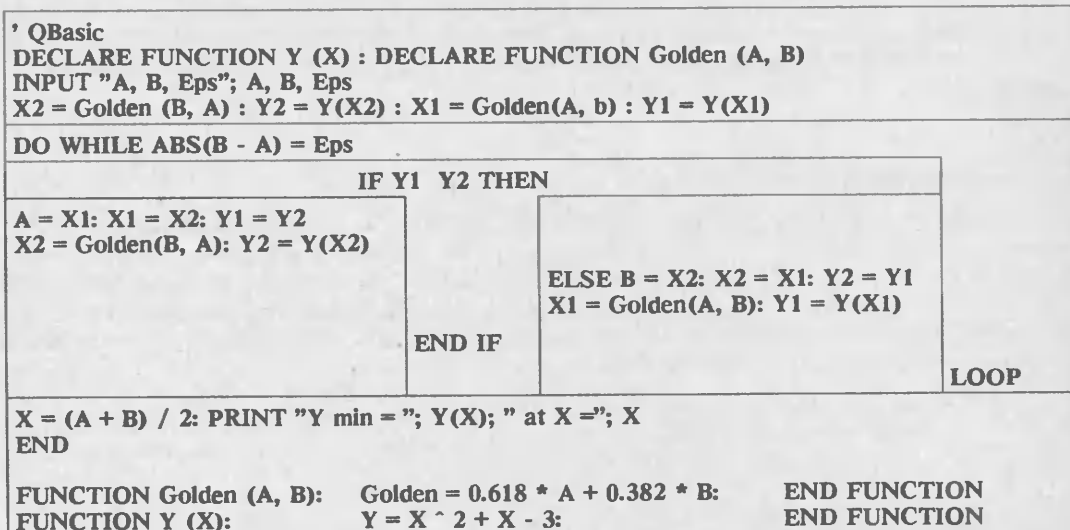 ' QBasic
DECLARE FUNCTION Y (X) : DECLARE FUNCTION Golden (A, B)
INPUT "A, B, Eps"; A, B, Eps
X2 = Golden (B, A) : Y2 = Y(X2) : X1 = Golden(A, b) : Y1 = Y(X1)
DO WHILE ABS(B - A) = Eps
IF Y1 Y2 THEN
A = X1: X1 = X2: Y1 = Y2
X2 = Golden(B, A): Y2 = Y(X2)
ELSE B = X2: X2 = X1: Y2 = Y1
X1 = Golden(A, B): Y1 = Y(X1)
END IF
LOOP
X = (A + B) / 2: PRINT "Y min = "; Y(X); " at X ="; X
END
FUNCTION Golden (A, B): Golden = 0.618 * A + 0.382 * B: END FUNCTION
FUNCTION Y (X): Y = X ^ 2 + X - 3: END FUNCTION